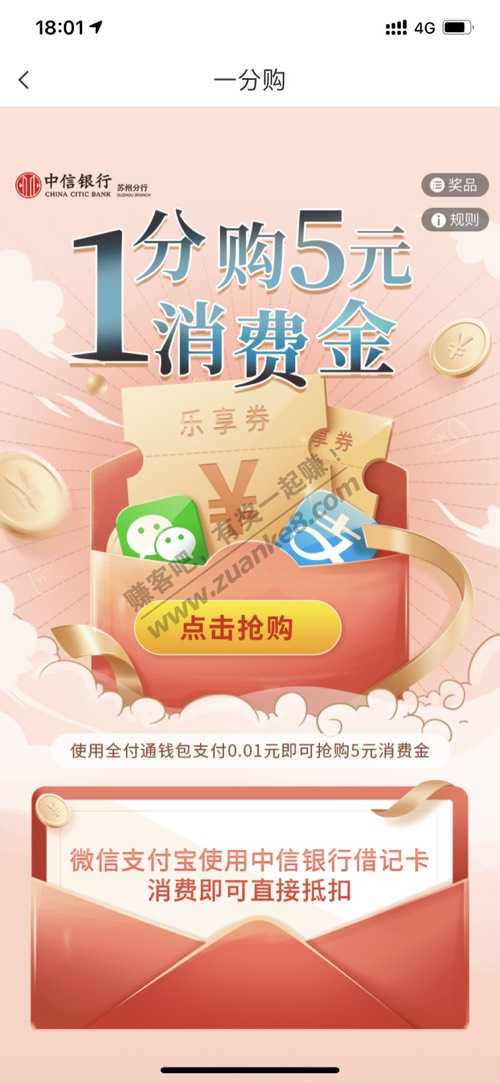 18:01
4G
一分购
中信银行
CHINA CITIC BANK
苏州分行
SUZHOU BRANCH
奖品
规则
1分购5元
消费金
乐享券
享券
¥
赚客吧，有奖一起赚！
www.zuanke8.com
点击抢购
使用全付通钱包支付0.01元即可抢购5元消费金
微信支付宝使用中信银行借记卡
消费即可直接抵扣